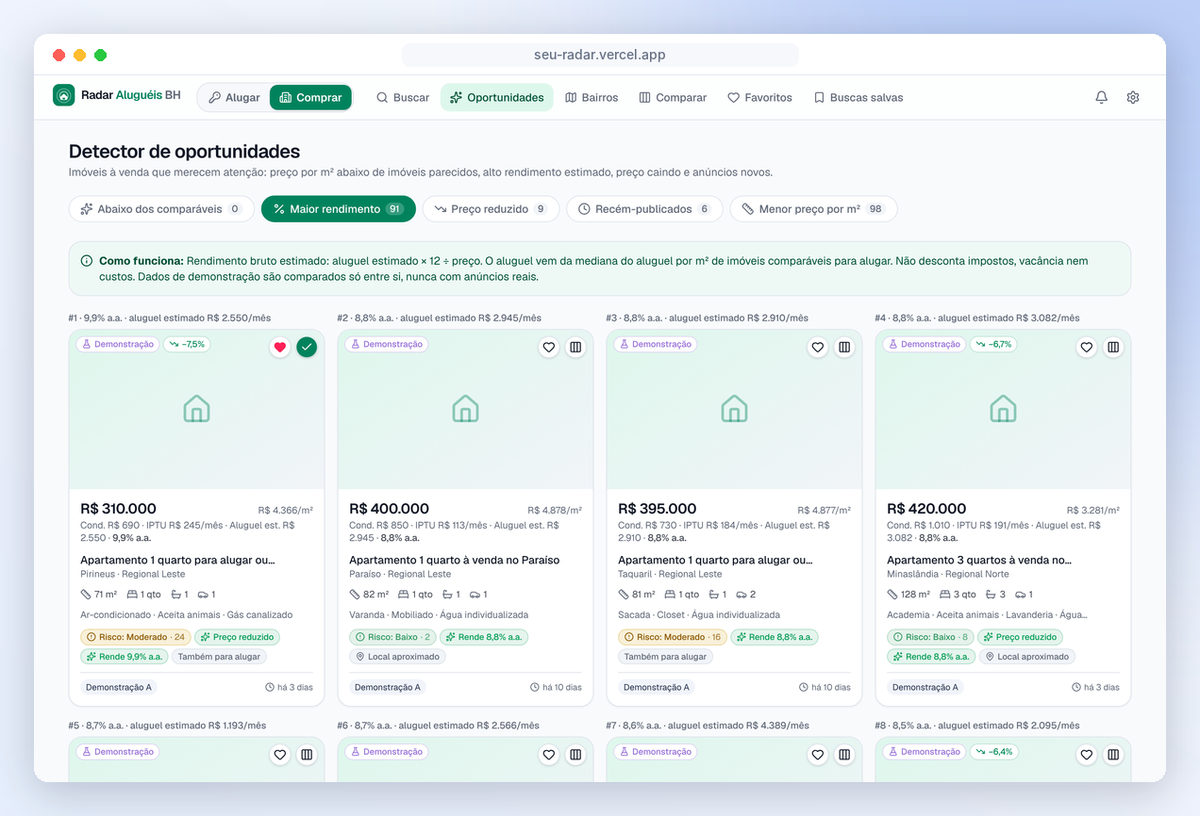 seu-radar.vercel.app
Radar Aluguéis BH
Alugar
Comprar
Buscar
Oportunidades
Bairros
Comparar
Favoritos
Buscas salvas
Detector de oportunidades
Imóveis à venda que merecem atenção: preço por m² abaixo de imóveis parecidos, alto rendimento estimado, preço caindo e anúncios novos.
Abaixo dos comparáveis 0
Maior rendimento 91
Preço reduzido 9
Recém-publicados 6
Menor preço por m² 98
Como funciona: Rendimento bruto estimado: aluguel estimado × 12 ÷ preço. O aluguel vem da mediana do aluguel por m² de imóveis comparáveis para alugar. Não desconta impostos, vacância nem
custos. Dados de demonstração são comparados só entre si, nunca com anúncios reais.
#1 · 9,9% a.a. · aluguel estimado R$ 2.550/mês
Demonstração
−7,5%
R$ 310.000
R$ 4.366/m²
Cond. R$ 690 · IPTU R$ 245/mês · Aluguel est. R$
2.550 · 9,9% a.a.
Apartamento 1 quarto para alugar ou…
Pirineus · Regional Leste
71 m² 1 qto 1 1
Ar-condicionado · Aceita animais · Gás canalizado
Risco: Moderado · 24
Preço reduzido
Rende 9,9% a.a.
Também para alugar
Demonstração A
há 3 dias
#2 · 8,8% a.a. · aluguel estimado R$ 2.945/mês
Demonstração
R$ 400.000
R$ 4.878/m²
Cond. R$ 850 · IPTU R$ 113/mês · Aluguel est. R$
2.945 · 8,8% a.a.
Apartamento 1 quarto à venda no Paraíso
Paraíso · Regional Leste
82 m² 1 qto 1 1
Varanda · Mobiliado · Água individualizada
Risco: Baixo · 2
Rende 8,8% a.a.
Local aproximado
Demonstração A
há 10 dias
#3 · 8,8% a.a. · aluguel estimado R$ 2.910/mês
Demonstração
R$ 395.000
R$ 4.877/m²
Cond. R$ 730 · IPTU R$ 184/mês · Aluguel est. R$
2.910 · 8,8% a.a.
Apartamento 1 quarto para alugar ou…
Taquaril · Regional Leste
81 m² 1 qto 1 2
Sacada · Closet · Água individualizada
Risco: Moderado · 16
Rende 8,8% a.a.
Também para alugar
Demonstração A
há 10 dias
#4 · 8,8% a.a. · aluguel estimado R$ 3.082/mês
Demonstração
−6,7%
R$ 420.000
R$ 3.281/m²
Cond. R$ 1.010 · IPTU R$ 191/mês · Aluguel est. R$
3.082 · 8,8% a.a.
Apartamento 3 quartos à venda no…
Minaslândia · Regional Norte
128 m² 3 qto 3 1
Academia · Aceita animais · Lavanderia · Água…
Risco: Baixo · 8
Preço reduzido
Rende 8,8% a.a.
Local aproximado
Demonstração A
há 3 dias
#5 · 8,7% a.a. · aluguel estimado R$ 1.193/mês
Demonstração
#6 · 8,7% a.a. · aluguel estimado R$ 2.566/mês
Demonstração
#7 · 8,6% a.a. · aluguel estimado R$ 4.389/mês
Demonstração
#8 · 8,5% a.a. · aluguel estimado R$ 2.095/mês
Demonstração
−6,4%